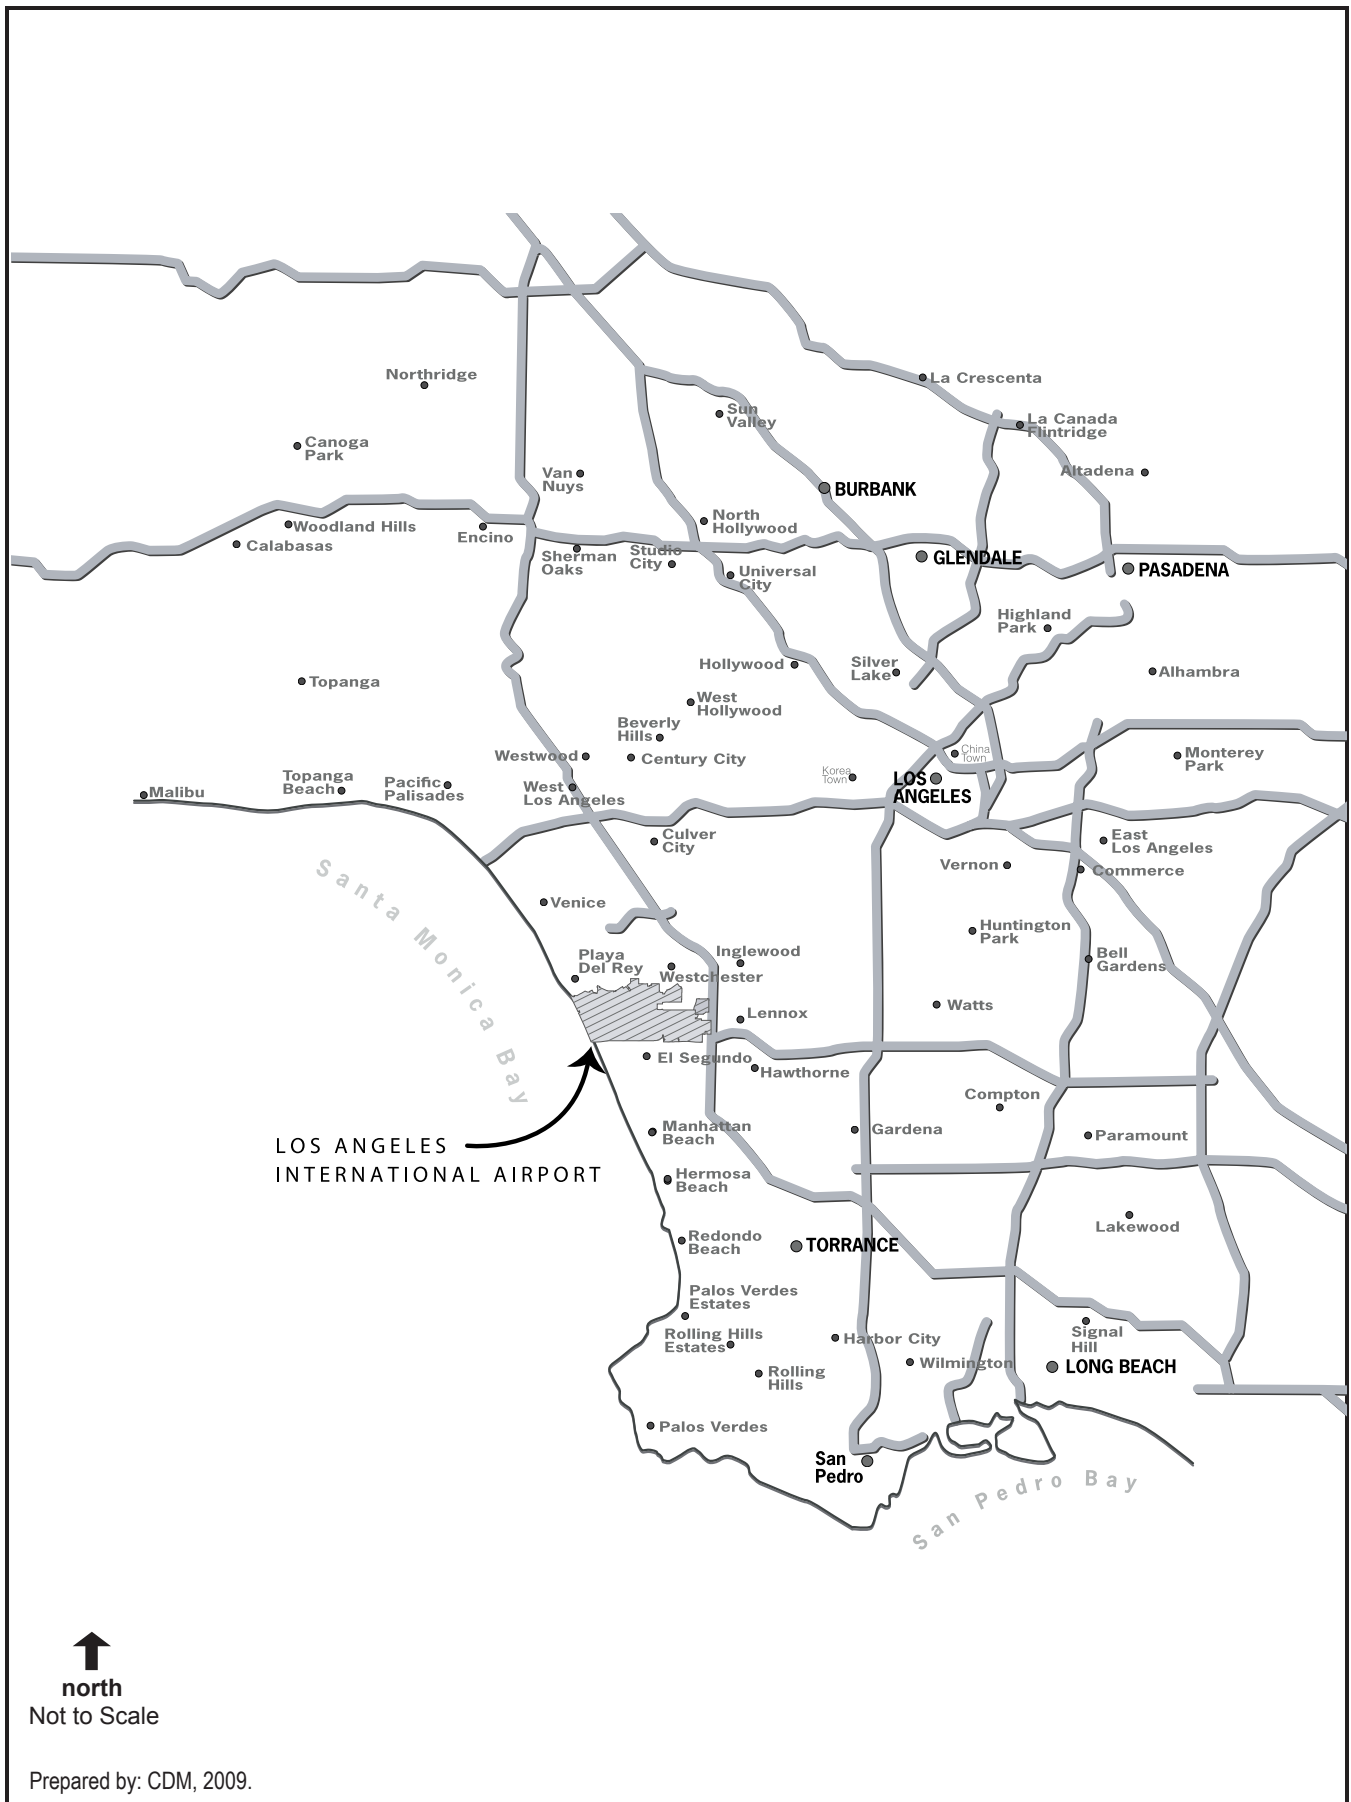 Northridge
La Crescenta
Sun
Valley
La Canada
Flintridge
Canoga
Park
Altadena
Van
Nuys
BURBANK
North
Hollywood
Woodland Hills
Encino
Calabasas
Sherman
Oaks
Studio
City
GLENDALE
PASADENA
Universal
City
Highland
Park
Hollywood
Silver
Lake
Alhambra
Topanga
West
Hollywood
Beverly
Hills
Westwood
Century City
China
Town
Monterey
Park
Korea
Town
LOS
ANGELES
Topanga
Beach
Pacific
Palisades
Malibu
West
Los Angeles
Culver
City
East
Los Angeles
Vernon
Commerce
Santa Monica Bay
Venice
Huntington
Park
Inglewood
Playa
Del Rey
Westchester
Bell
Gardens
Watts
Lennox
El Segundo
Hawthorne
Compton
Manhattan
Beach
Gardena
Paramount
LOS ANGELES
INTERNATIONAL AIRPORT
Hermosa
Beach
Lakewood
Redondo
Beach
TORRANCE
Palos Verdes
Estates
Rolling Hills
Estates
Harbor City
Signal
Hill
Wilmington
LONG BEACH
Rolling
Hills
Palos Verdes
San
Pedro
San Pedro Bay
north
Not to Scale
Prepared by: CDM, 2009.